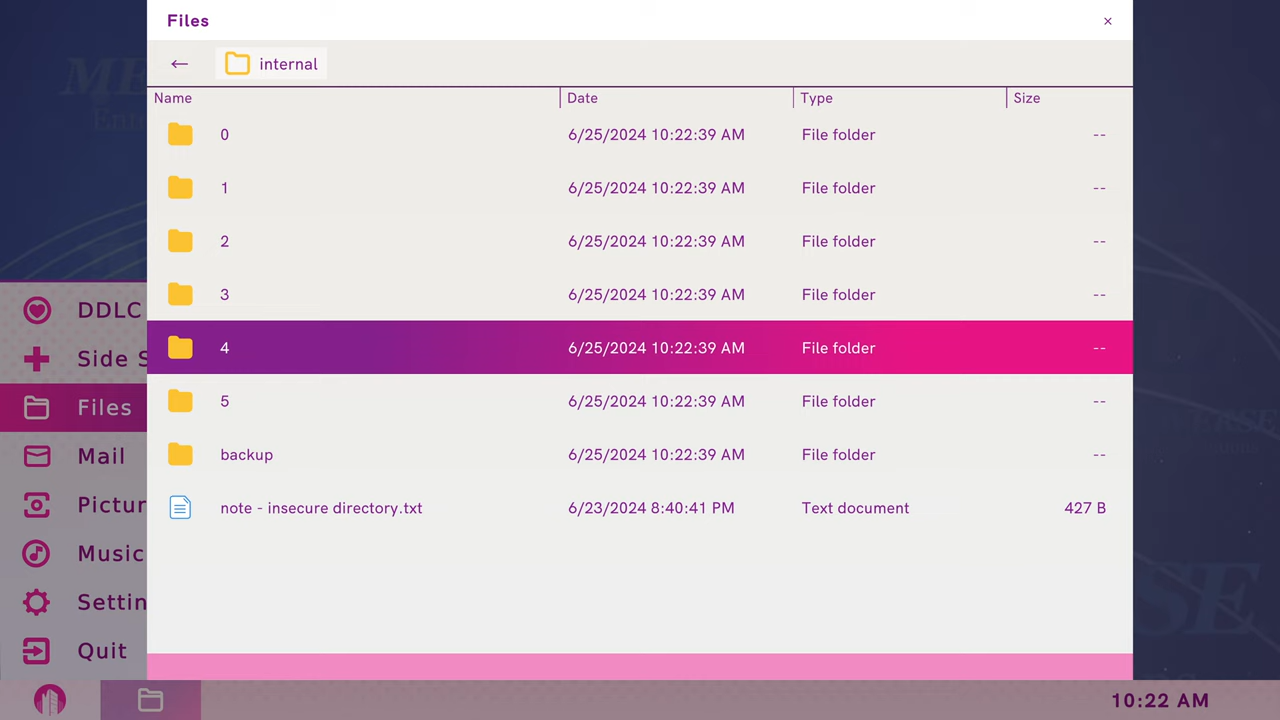 Files ×
← internal
Name Date Type Size
0 6/25/2024 10:22:39 AM File folder --
1 6/25/2024 10:22:39 AM File folder --
2 6/25/2024 10:22:39 AM File folder --
3 6/25/2024 10:22:39 AM File folder --
4 6/25/2024 10:22:39 AM File folder --
5 6/25/2024 10:22:39 AM File folder --
backup 6/25/2024 10:22:39 AM File folder --
note - insecure directory.txt 6/23/2024 8:40:41 PM Text document 427 B
DDLC
Side S
Files
Mail
Pictur
Music
Settin
Quit
10:22 AM